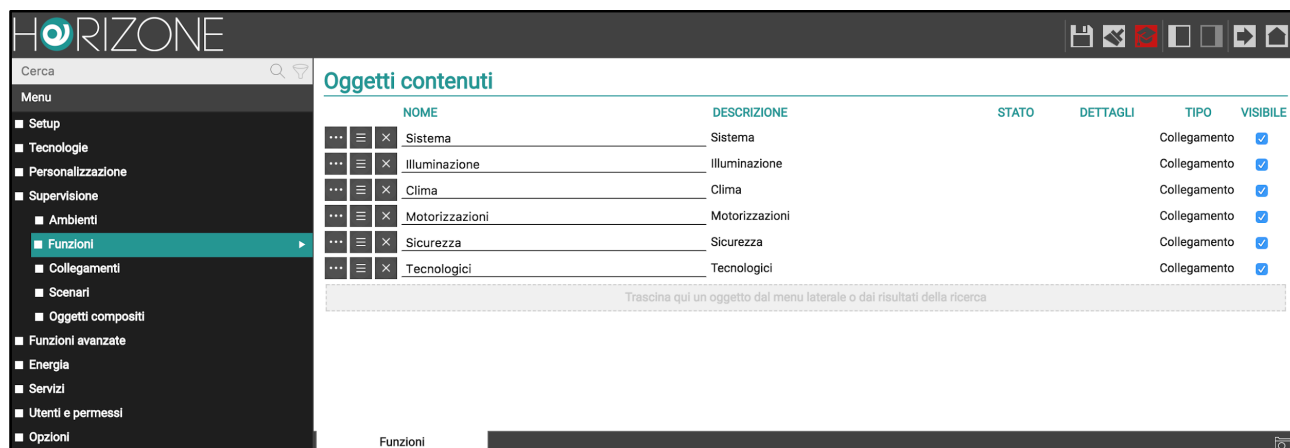 HORIZONE
Cerca
Menu
Setup
Tecnologie
Personalizzazione
Supervisione
Ambienti
Funzioni
Collegamenti
Scenari
Oggetti compositi
Funzioni avanzate
Energia
Servizi
Utenti e permessi
Opzioni
Oggetti contenuti
NOME DESCRIZIONE STATO DETTAGLI TIPO VISIBILE
Sistema Sistema Collegamento
Illuminazione Illuminazione Collegamento
Clima Clima Collegamento
Motorizzazioni Motorizzazioni Collegamento
Sicurezza Sicurezza Collegamento
Tecnologici Tecnologici Collegamento
Trascina qui un oggetto dal menu laterale o dai risultati della ricerca
Funzioni